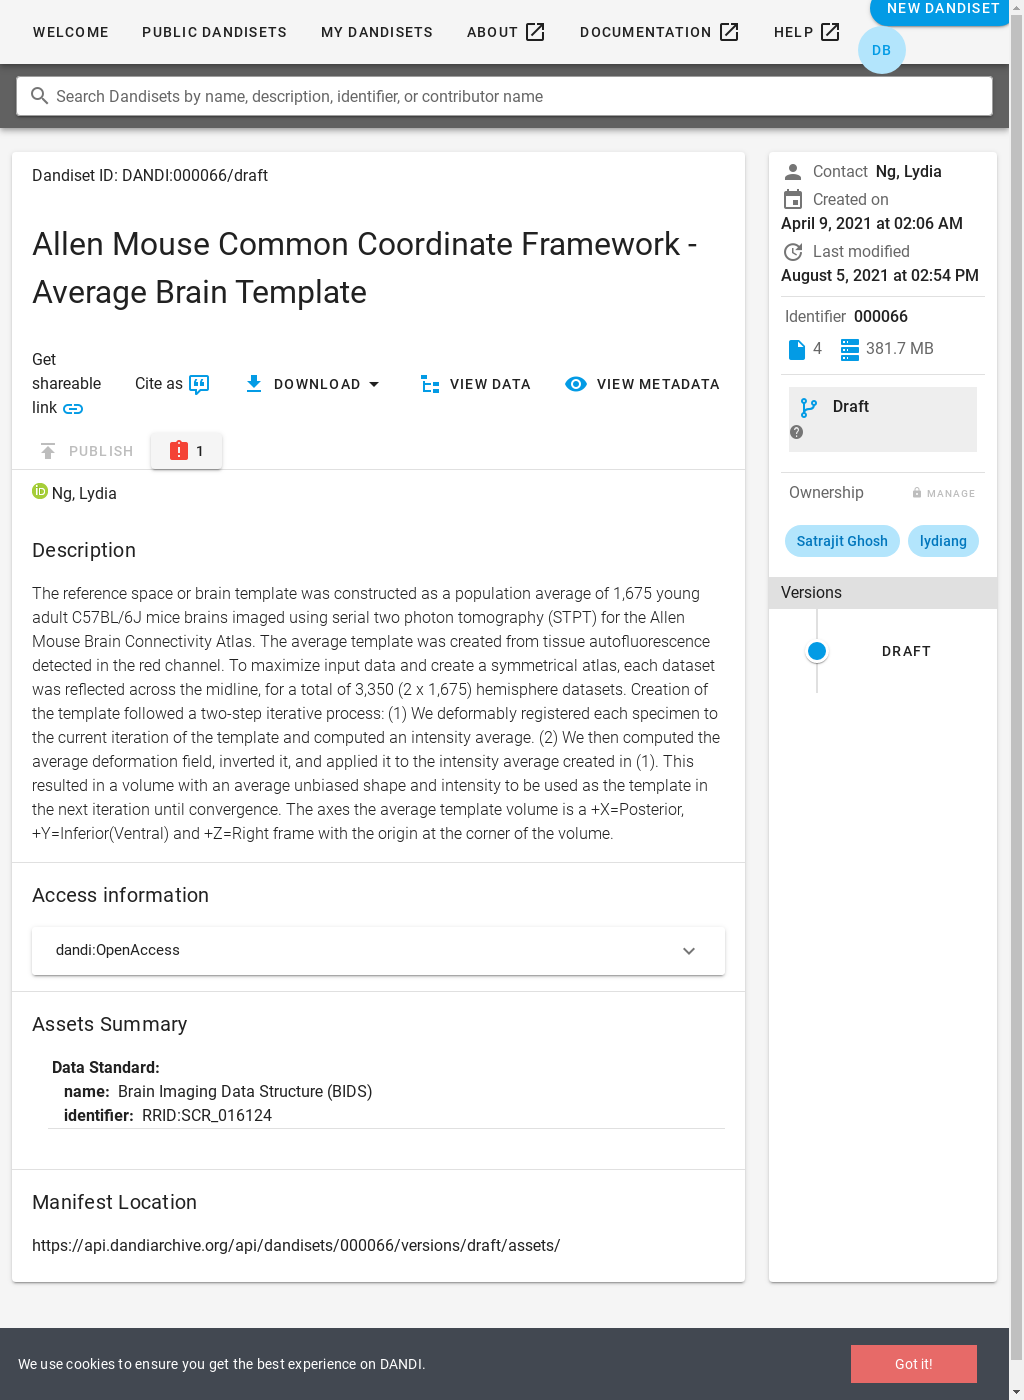 WELCOME
PUBLIC DANDISETS
MY DANDISETS
ABOUT
DOCUMENTATION
HELP
NEW DANDISET
DB
Search Dandisets by name, description, identifier, or contributor name
Dandiset ID: DANDI:000066/draft
Allen Mouse Common Coordinate Framework -
Average Brain Template
Get
shareable
link
Cite as
DOWNLOAD
VIEW DATA
VIEW METADATA
PUBLISH
1
iD Ng, Lydia
Description
The reference space or brain template was constructed as a population average of 1,675 young
adult C57BL/6J mice brains imaged using serial two photon tomography (STPT) for the Allen
Mouse Brain Connectivity Atlas. The average template was created from tissue autofluorescence
detected in the red channel. To maximize input data and create a symmetrical atlas, each dataset
was reflected across the midline, for a total of 3,350 (2 x 1,675) hemisphere datasets. Creation of
the template followed a two-step iterative process: (1) We deformably registered each specimen to
the current iteration of the template and computed an intensity average. (2) We then computed the
average deformation field, inverted it, and applied it to the intensity average created in (1). This
resulted in a volume with an average unbiased shape and intensity to be used as the template in
the next iteration until convergence. The axes the average template volume is a +X=Posterior,
+Y=Inferior(Ventral) and +Z=Right frame with the origin at the corner of the volume.
Access information
dandi:OpenAccess
Assets Summary
Data Standard:
name: Brain Imaging Data Structure (BIDS)
identifier: RRID:SCR_016124
Manifest Location
https://api.dandiarchive.org/api/dandisets/000066/versions/draft/assets/
Contact Ng, Lydia
Created on
April 9, 2021 at 02:06 AM
Last modified
August 5, 2021 at 02:54 PM
Identifier 000066
4
381.7 MB
Draft
Ownership
MANAGE
Satrajit Ghosh
lydiang
Versions
DRAFT
We use cookies to ensure you get the best experience on DANDI.
Got it!